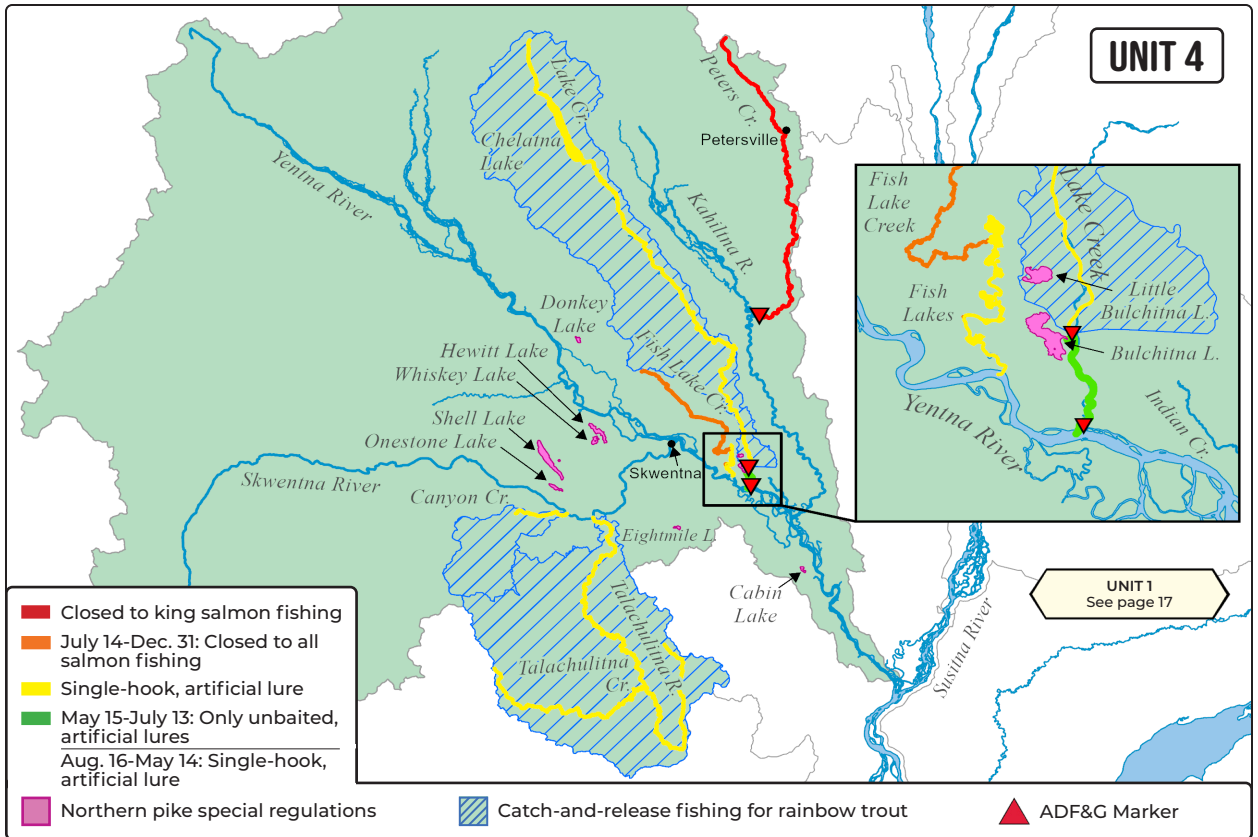 UNIT 4
Lake Cr.
Peters Cr.
Petersville
Chelatna
Lake
Yentna River
Kahiltna R.
Fish
Lake
Creek
Lake Creek
Fish
Lakes
Little
Bulchitna L.
Bulchitna L.
Yentna River
Indian Cr.
Donkey
Lake
Hewitt Lake
Whiskey Lake
Fish Lake Cr.
Shell Lake
Onestone Lake
Skwentna
Skwentna River
Canyon Cr.
Eightmile L.
Cabin
Lake
Talachulitna R.
Talachulitna
Cr.
Susitna River
UNIT 1
See page 17
Closed to king salmon fishing
July 14-Dec. 31: Closed to all
salmon fishing
Single-hook, artificial lure
May 15-July 13: Only unbaited,
artificial lures
Aug. 16-May 14: Single-hook,
artificial lure
Northern pike special regulations
Catch-and-release fishing for rainbow trout
ADF&G Marker